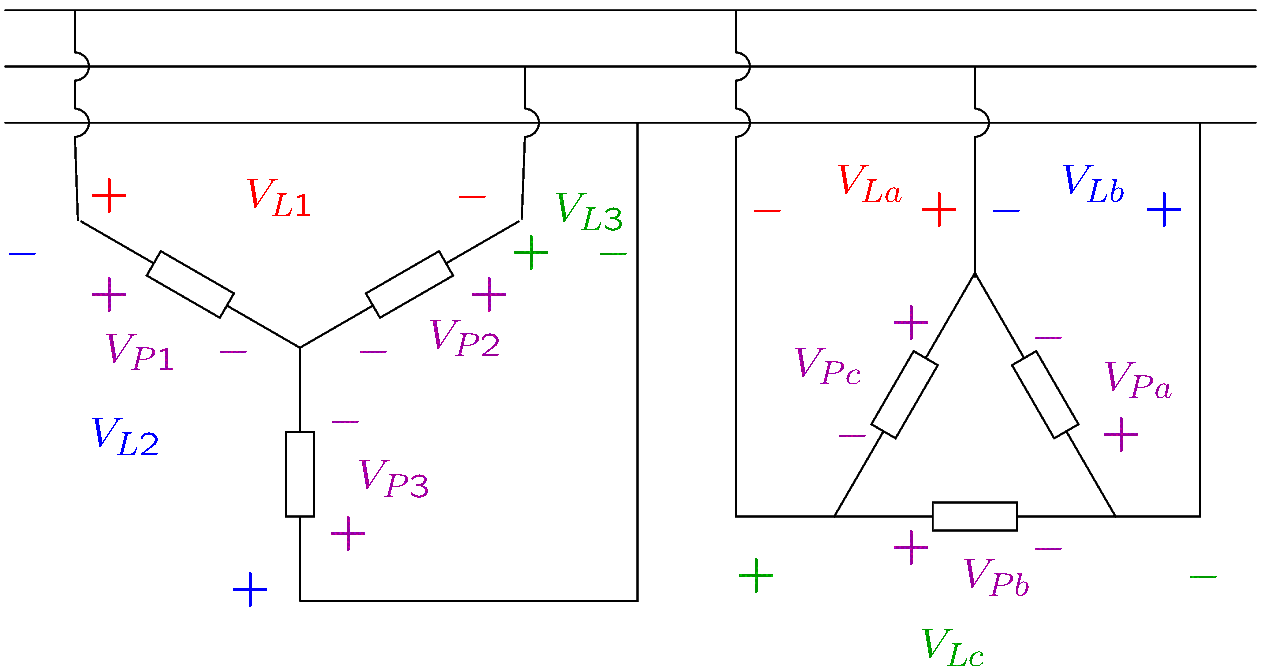 + V_{L1} − V_{L3} − V_{La} + − V_{Lb} +
− + −
+ +
V_{P1} − − V_{P2} + −
V_{Pc} V_{Pa}
V_{L2} − − +
V_{P3}
+ + −
+ + V_{Pb} −
V_{Lc}